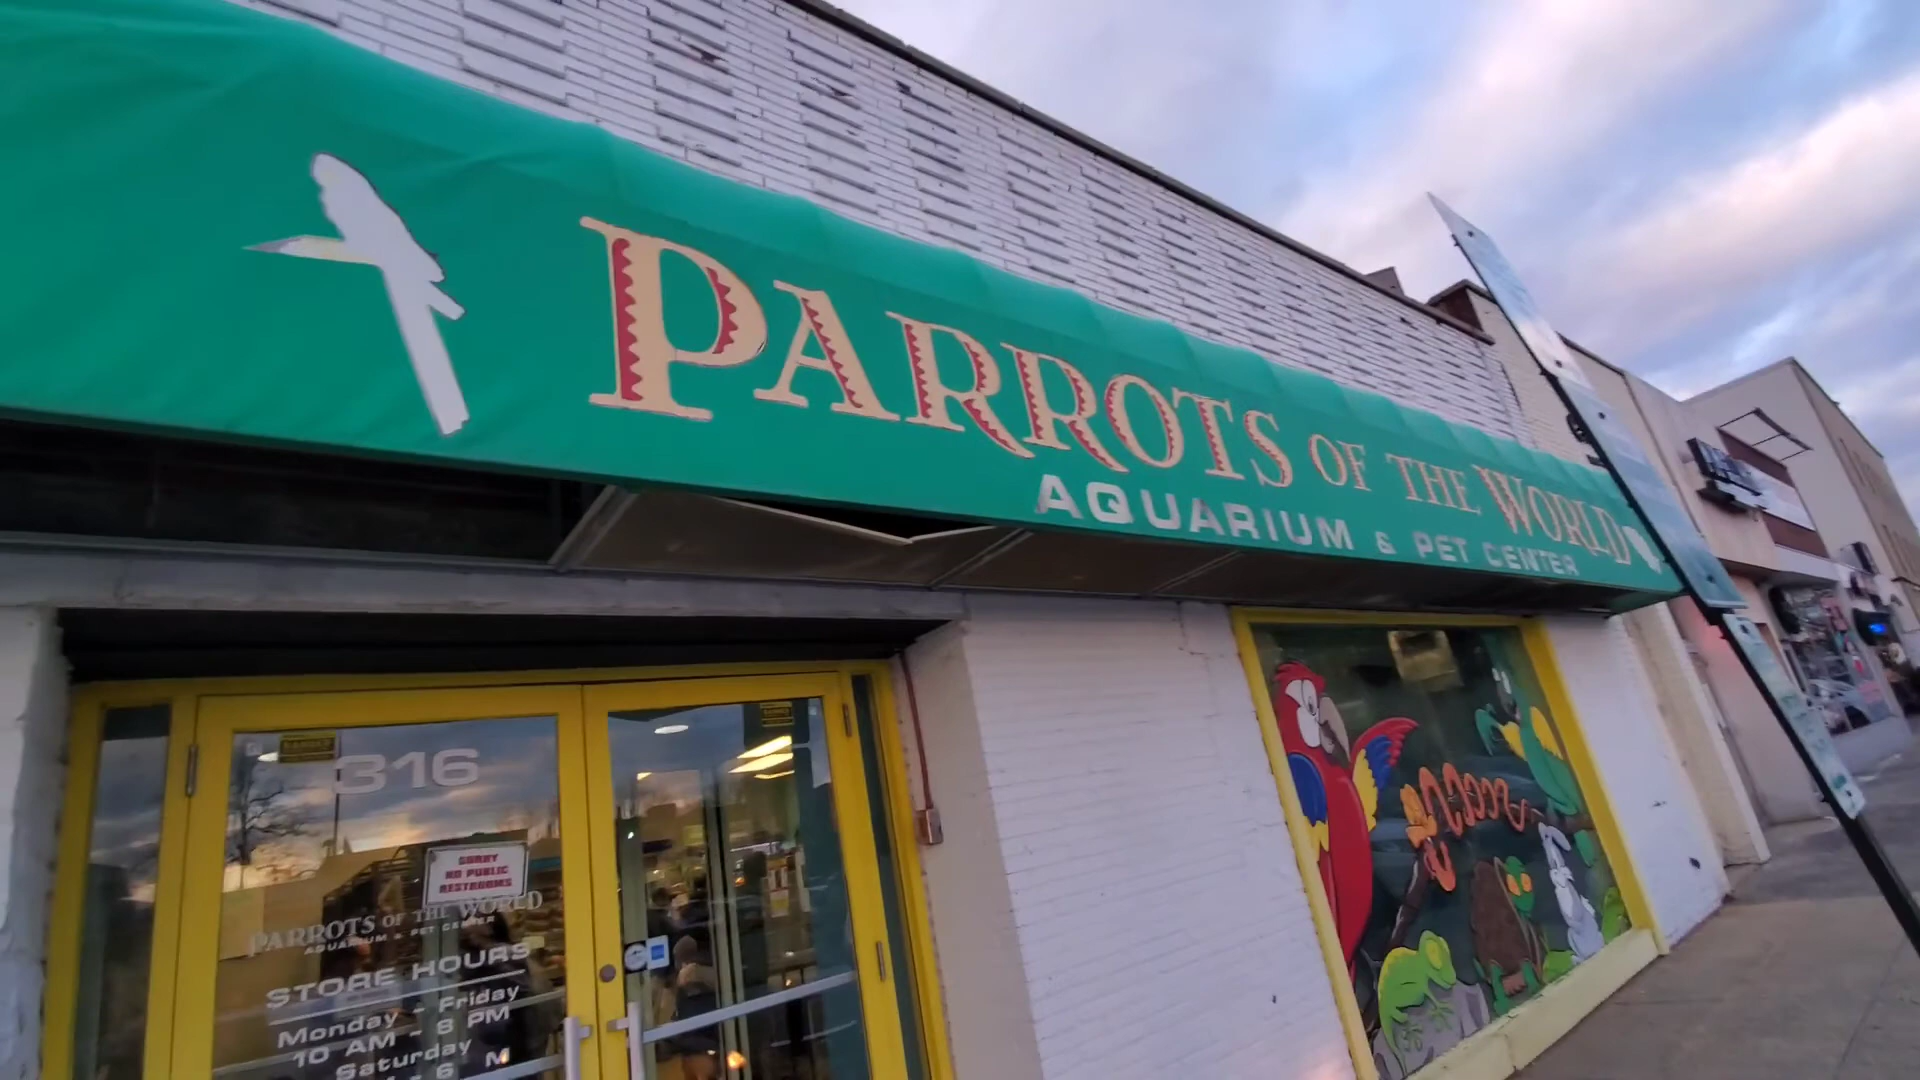 PARROTS OF THE WORLD
AQUARIUM & PET CENTER
316
SORRY
NO PUBLIC
RESTROOMS
PARROTS OF THE WORLD
AQUARIUM & PET CENTER
STORE HOURS
Monday - Friday
10 AM - 8 PM
Saturday
- 6 M